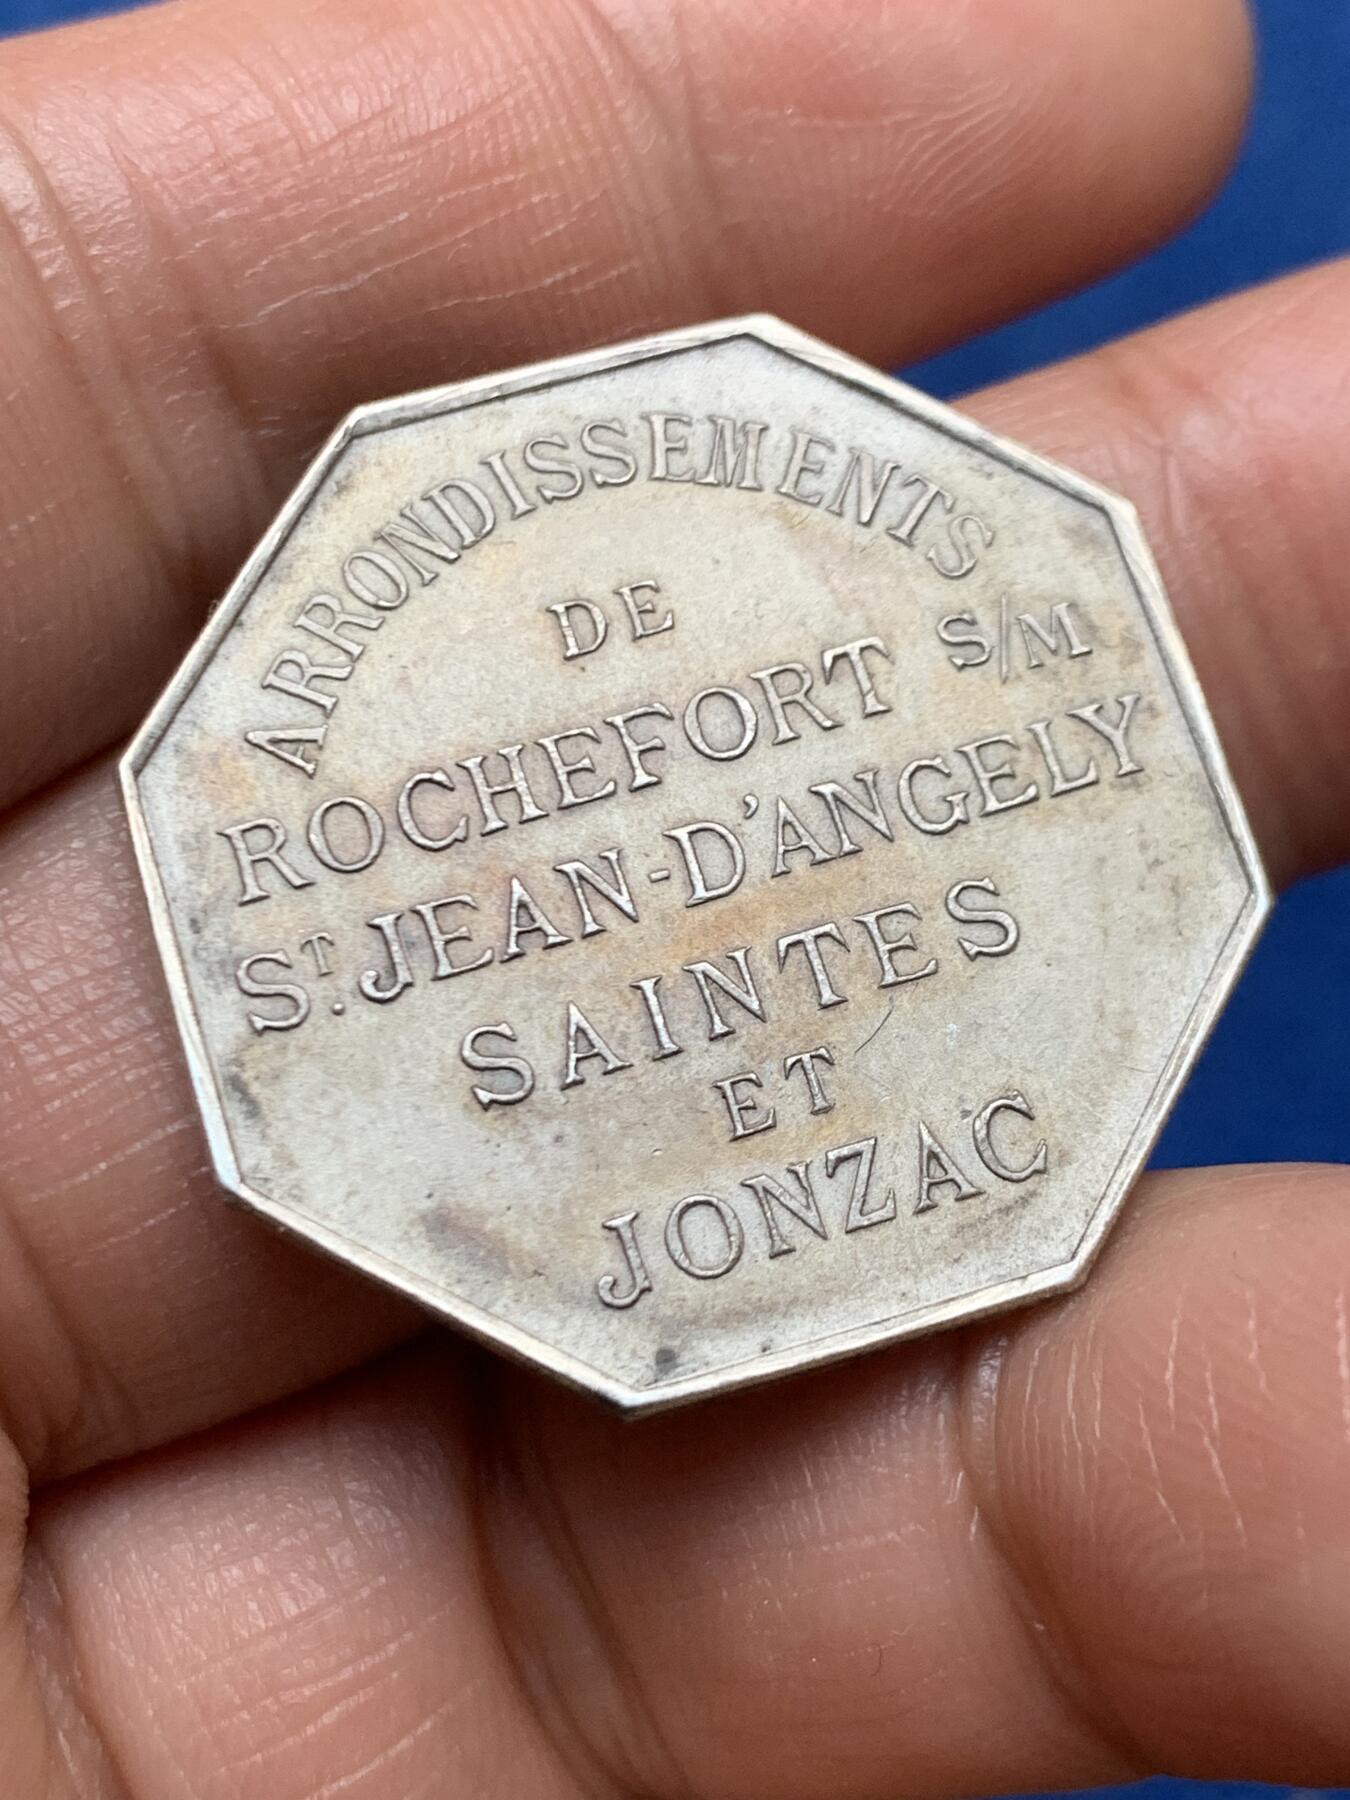 ARRONDISSEMENTS
DE
ROCHEFORT S/M
ST. JEAN-D'ANGELY
SAINTES
ET
JONZAC